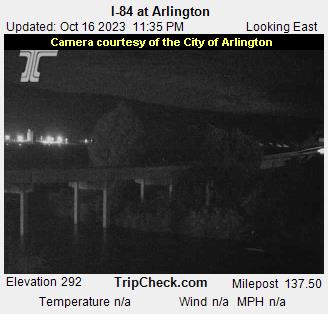 I-84 at Arlington
Updated: Oct 16 2023 11:35 PM Looking East
Camera courtesy of the City of Arlington
Elevation 292 TripCheck.com Milepost 137.50
Temperature n/a Wind n/a MPH n/a